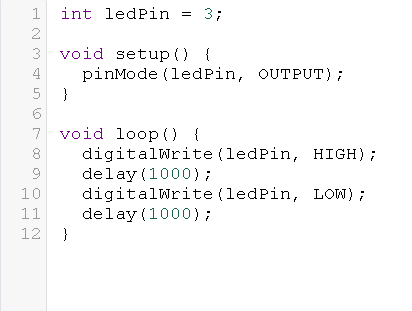 1 int ledPin = 3;
2
3 void setup() {
4   pinMode(ledPin, OUTPUT);
5 }
6
7 void loop() {
8   digitalWrite(ledPin, HIGH);
9   delay(1000);
10   digitalWrite(ledPin, LOW);
11   delay(1000);
12 }